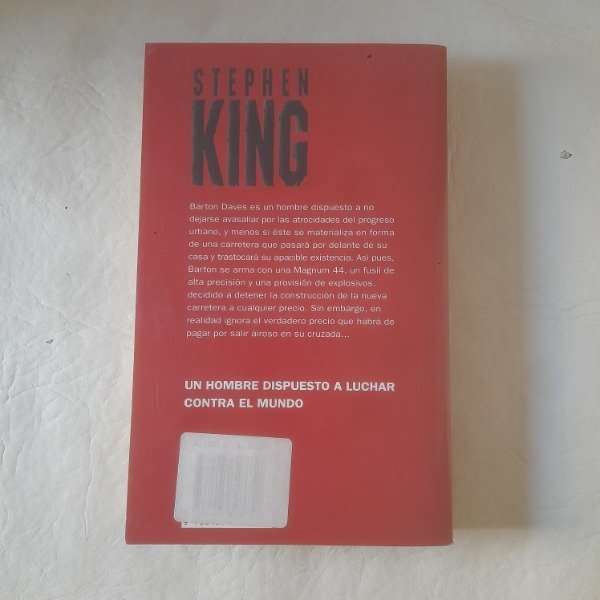 STEPHEN
KING
Barton Daves es un hombre dispuesto a no
dejarse avasallar por las atrocidades del progreso
urbano, y menos si éste se materializa en forma
de una carretera que pasará por delante de su
casa y trastocará su apacible existencia. Así pues,
Barton se arma con una Magnum 44, un fusil de
alta precisión y una provisión de explosivos,
decidido a detener la construcción de la nueva
carretera a cualquier precio. Sin embargo, en
realidad ignora el verdadero precio que habrá de
pagar por salir airoso en su cruzada...
UN HOMBRE DISPUESTO A LUCHAR
CONTRA EL MUNDO